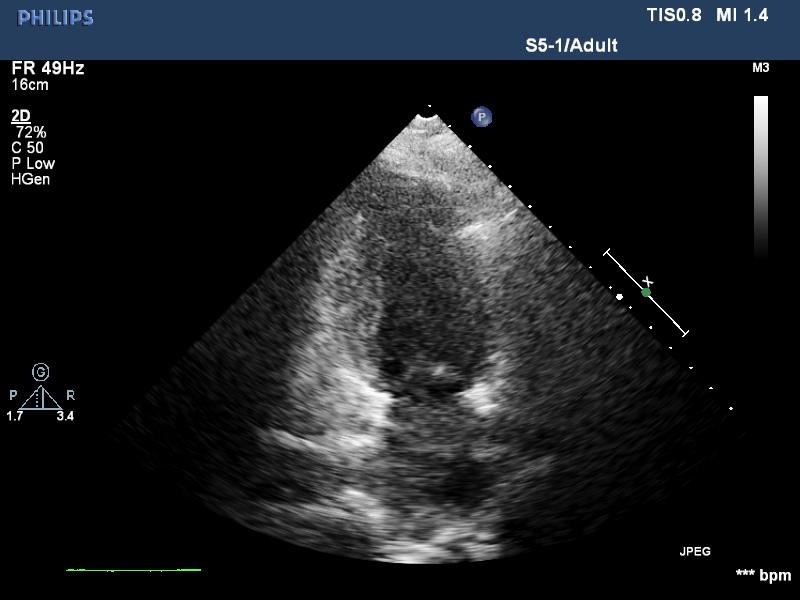 PHILIPS
TIS0.8 MI 1.4
S5-1/Adult
FR 49Hz
16cm
M3
2D
72%
C 50
P Low
HGen
P
G
P R
1.7 3.4
X
JPEG
*** bpm